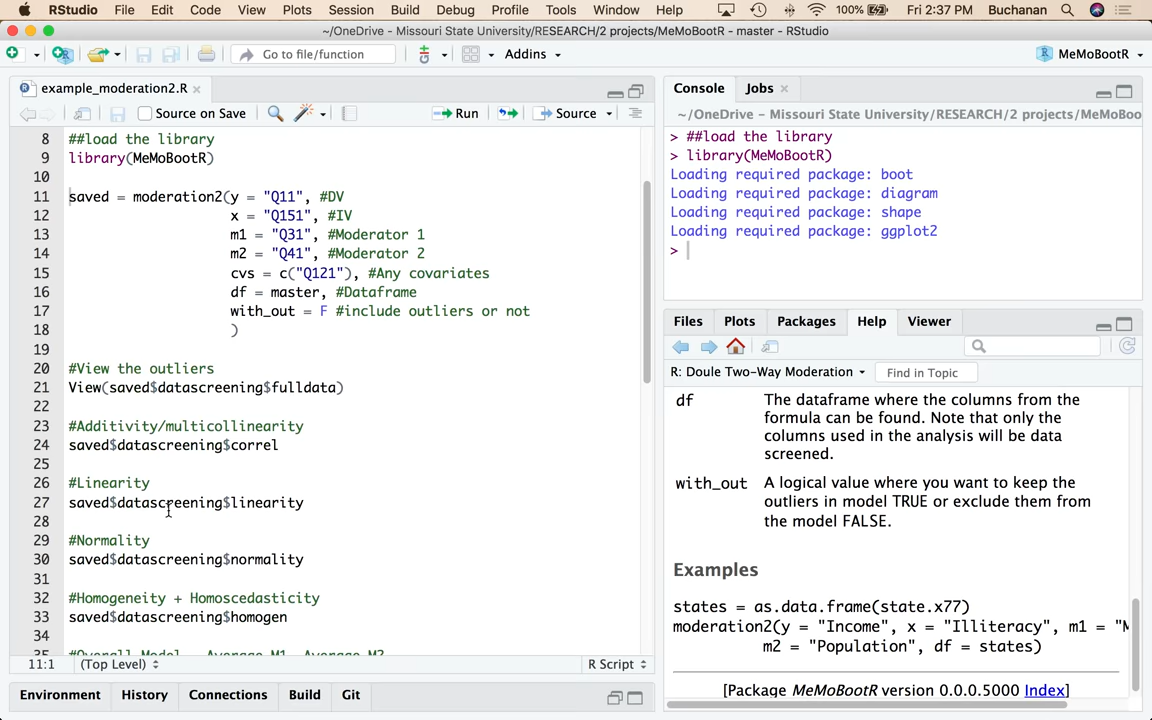 RStudio File Edit Code View Plots Session Build Debug Profile Tools Window Help 100% Fri 2:37 PM Buchanan
~/OneDrive - Missouri State University/RESEARCH/2 projects/MeMoBootR - master - RStudio
Go to file/function Addins MeMoBootR
example_moderation2.R
Source on Save Run Source
8 ##load the library
9 library(MeMoBootR)
10
11 saved = moderation2(y = "Q11", #DV
12 x = "Q151", #IV
13 m1 = "Q31", #Moderator 1
14 m2 = "Q41", #Moderator 2
15 cvs = c("Q121"), #Any covariates
16 df = master, #Dataframe
17 with_out = F #include outliers or not
18 )
19
20 #View the outliers
21 View(saved$datascreening$fulldata)
22
23 #Additivity/multicollinearity
24 saved$datascreening$correl
25
26 #Linearity
27 saved$datascreening$linearity
28
29 #Normality
30 saved$datascreening$normality
31
32 #Homogeneity + Homoscedasticity
33 saved$datascreening$homogen
34
11:1 (Top Level) R Script
Environment History Connections Build Git
Console Jobs
~/OneDrive - Missouri State University/RESEARCH/2 projects/MeMoBoo
> ##load the library
> library(MeMoBootR)
Loading required package: boot
Loading required package: diagram
Loading required package: shape
Loading required package: ggplot2
>
Files Plots Packages Help Viewer
R: Doule Two-Way Moderation Find in Topic
df The dataframe where the columns from the
formula can be found. Note that only the
columns used in the analysis will be data
screened.
with_out A logical value where you want to keep the
outliers in model TRUE or exclude them from
the model FALSE.
Examples
states = as.data.frame(state.x77)
moderation2(y = "Income", x = "Illiteracy", m1 = "M
m2 = "Population", df = states)
[Package MeMoBootR version 0.0.0.5000 Index]